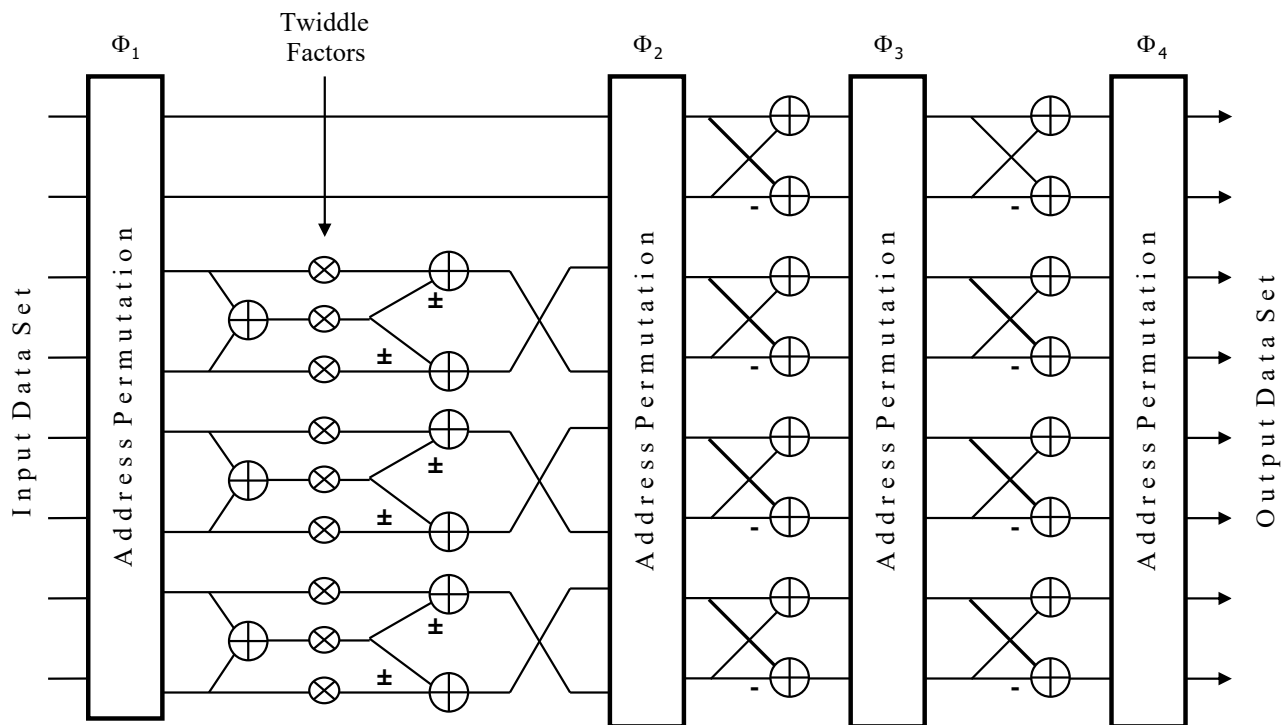 Twiddle
Factors
Φ1
Φ2
Φ3
Φ4
Input Data Set
Address Permutation
±
±
±
±
±
±
Address Permutation
-
-
-
-
Address Permutation
-
-
-
-
Address Permutation
Output Data Set